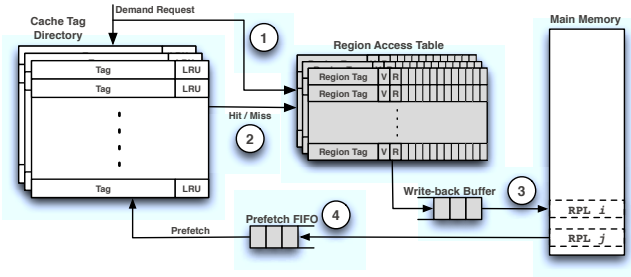 Demand Request
Cache Tag
Directory
Main Memory
1
Region Access Table
Tag LRU
Tag LRU
Region Tag V R
Region Tag V R
Hit / Miss
2
Region Tag V R
Tag LRU
Write-back Buffer
3
Prefetch FIFO
4
Prefetch
RPL i
RPL j